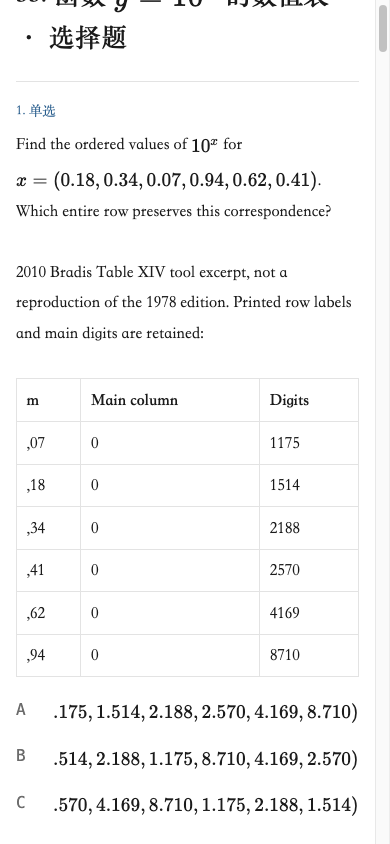 · 选择题
1. 单选
Find the ordered values of 10^x for
x = (0.18, 0.34, 0.07, 0.94, 0.62, 0.41).
Which entire row preserves this correspondence?
2010 Bradis Table XIV tool excerpt, not a
reproduction of the 1978 edition. Printed row labels
and main digits are retained:
m Main column Digits
,07 0 1175
,18 0 1514
,34 0 2188
,41 0 2570
,62 0 4169
,94 0 8710
A .175, 1.514, 2.188, 2.570, 4.169, 8.710)
B .514, 2.188, 1.175, 8.710, 4.169, 2.570)
C .570, 4.169, 8.710, 1.175, 2.188, 1.514)